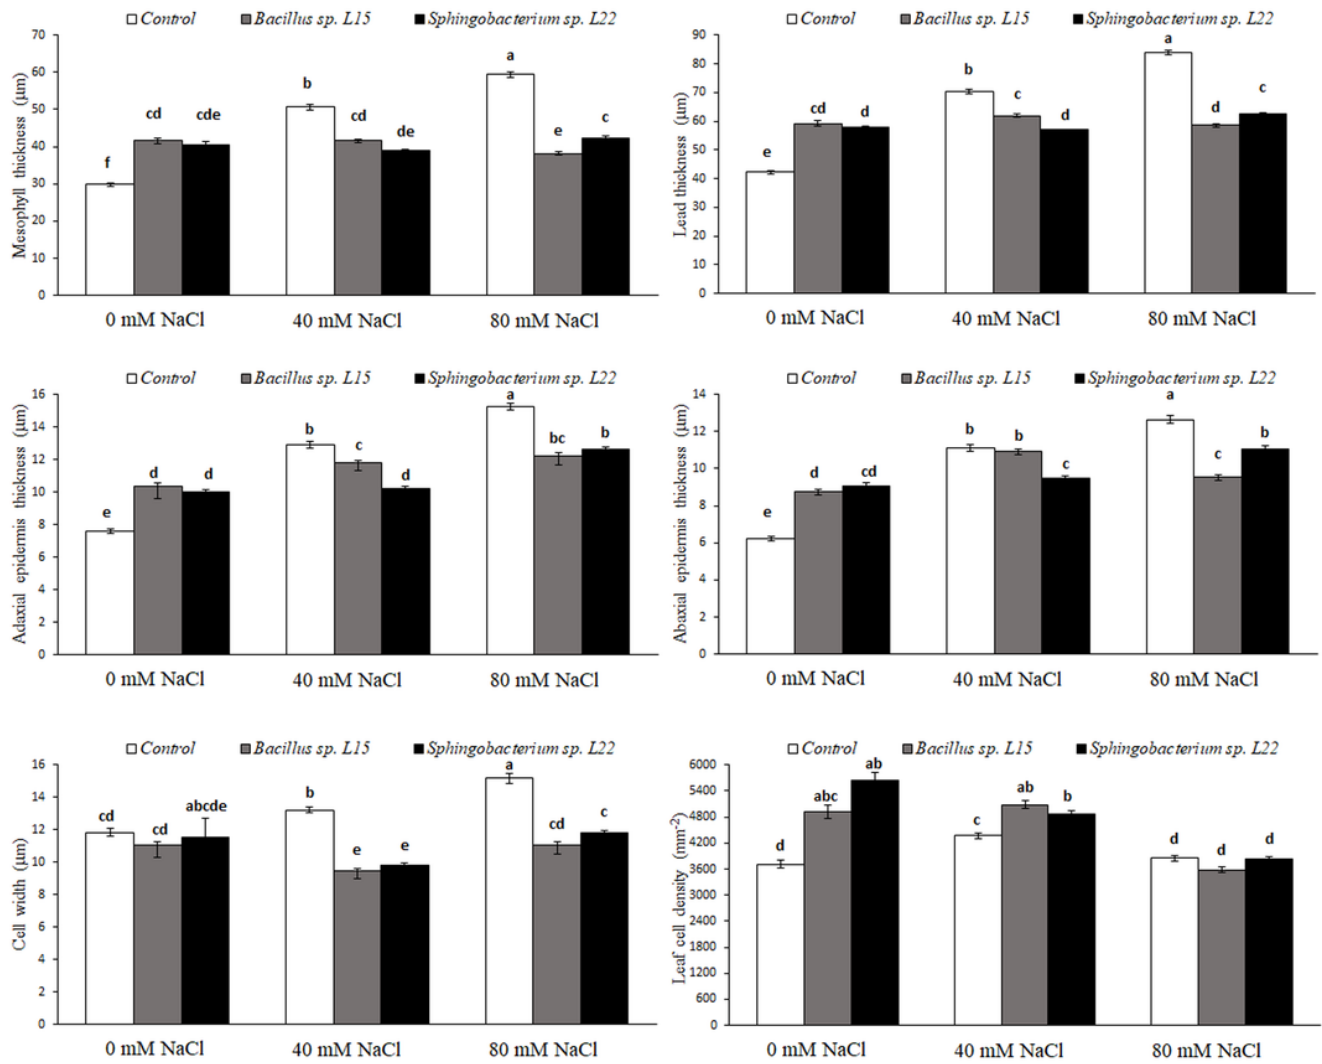 Control Bacillus sp. L15 Sphingobacterium sp. L22
Mesophyll thickness (μm)
70
60
50
40
30
20
10
0
f cd cde b cd de a e c
0 mM NaCl 40 mM NaCl 80 mM NaCl
Control Bacillus sp. L15 Sphingobacterium sp. L22
Lead thickness (μm)
90
80
70
60
50
40
30
20
10
0
e cd d b c d a d c
0 mM NaCl 40 mM NaCl 80 mM NaCl
Control Bacillus sp. L15 Sphingobacterium sp. L22
Adaxial epidermis thickness (μm)
16
14
12
10
8
6
4
2
0
e d d b c d a bc b
0 mM NaCl 40 mM NaCl 80 mM NaCl
Control Bacillus sp. L15 Sphingobacterium sp. L22
Abaxial epidermis thickness (μm)
14
12
10
8
6
4
2
0
e d cd b b c a c b
0 mM NaCl 40 mM NaCl 80 mM NaCl
Control Bacillus sp. L15 Sphingobacterium sp. L22
Cell width (μm)
16
14
12
10
8
6
4
2
0
cd cd abcde b e e a cd c
0 mM NaCl 40 mM NaCl 80 mM NaCl
Control Bacillus sp. L15 Sphingobacterium sp. L22
Leaf cell density (mm⁻²)
6000
5400
4800
4200
3600
3000
2400
1800
1200
600
0
d abc ab c ab b d d d
0 mM NaCl 40 mM NaCl 80 mM NaCl